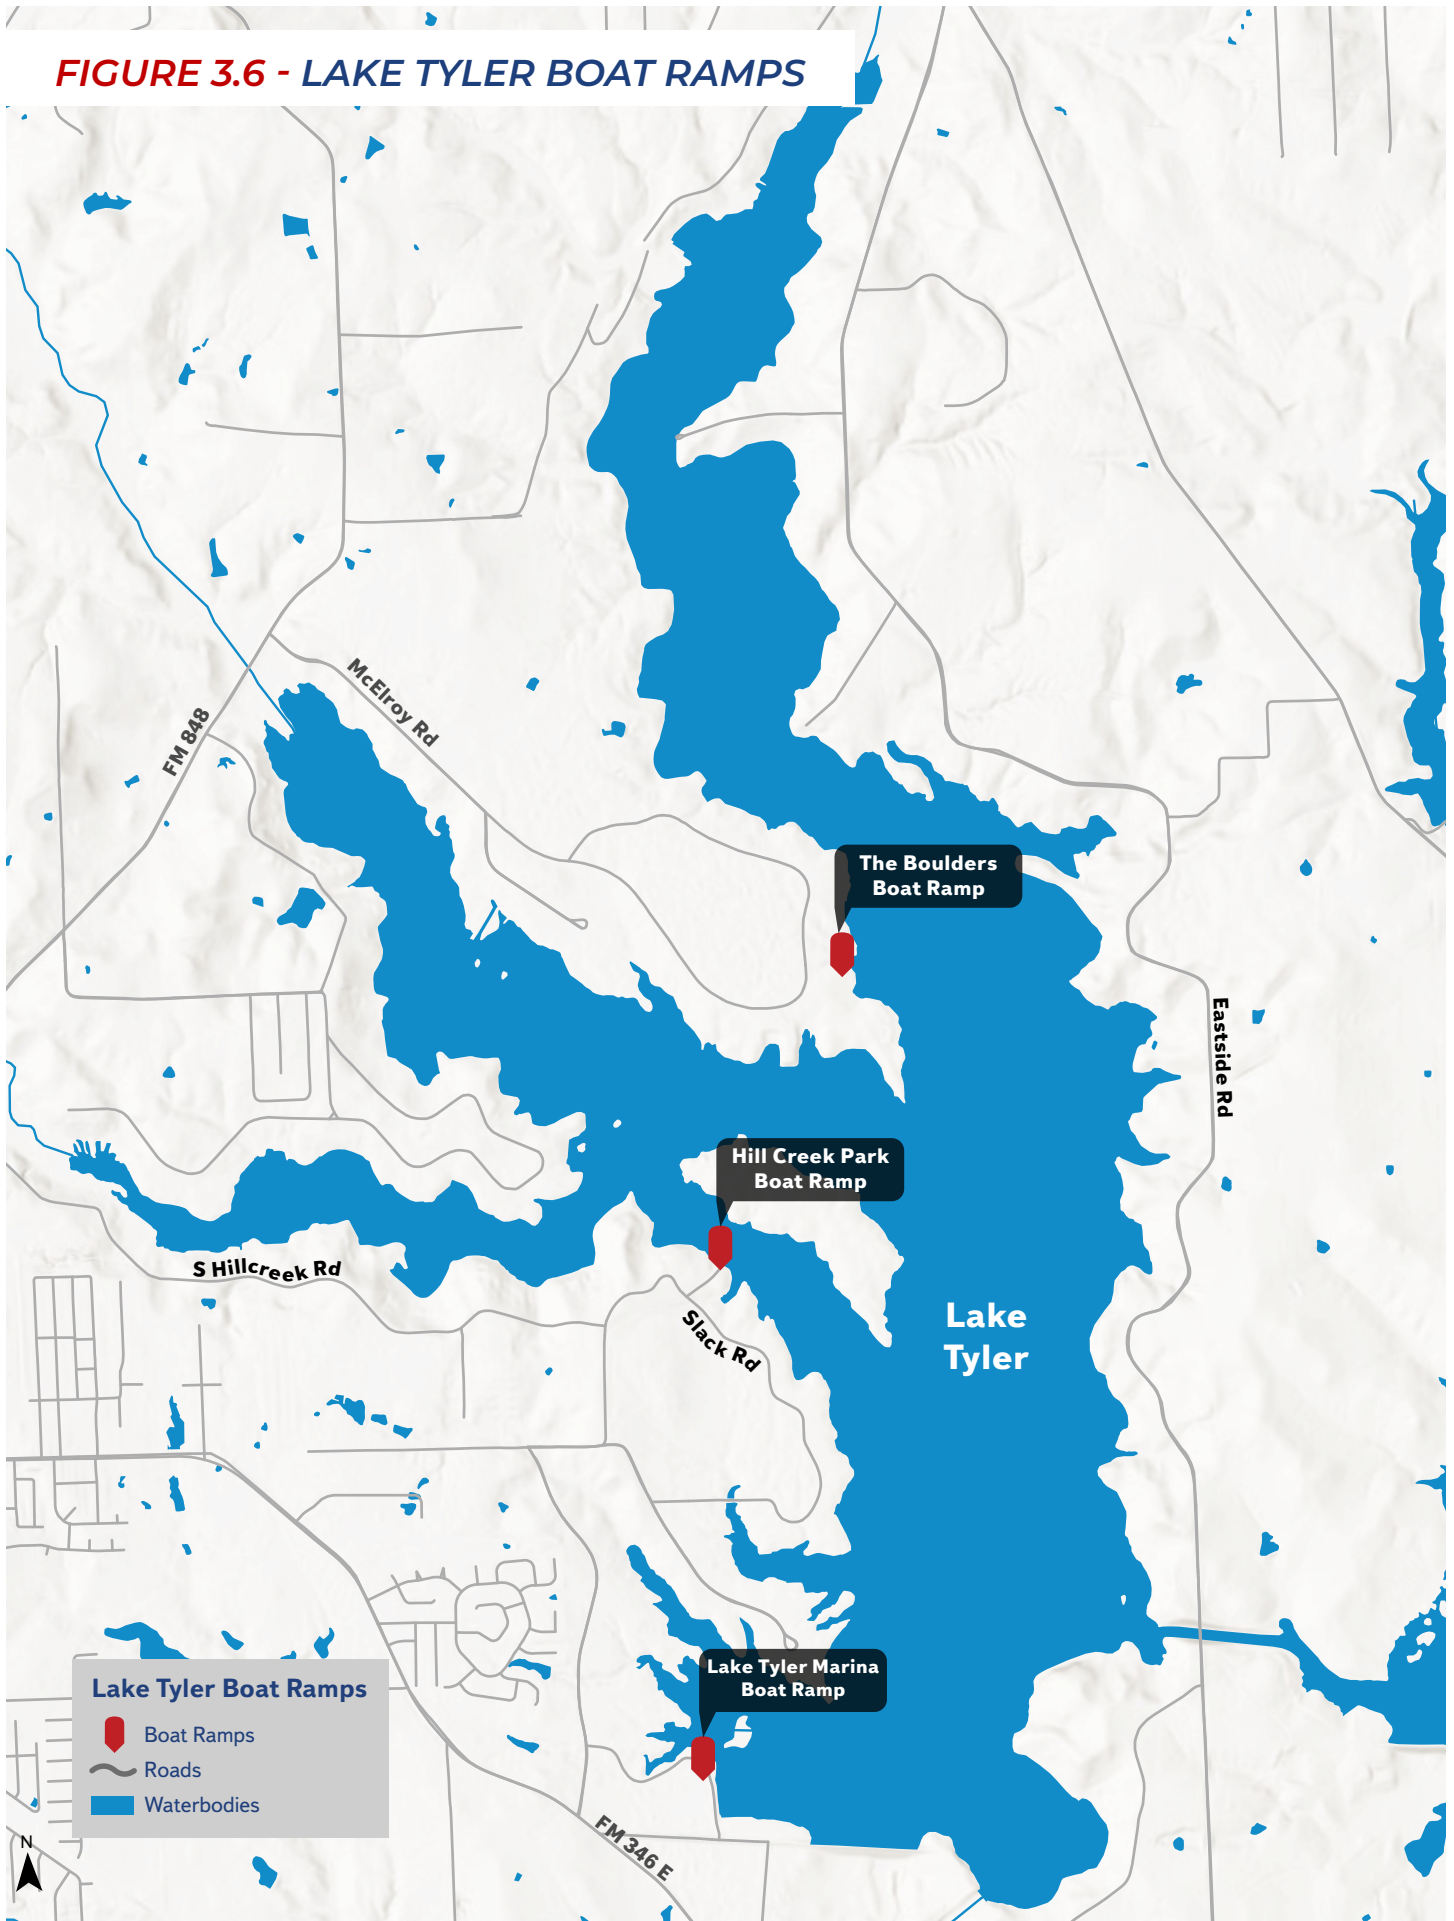 FIGURE 3.6 - LAKE TYLER BOAT RAMPS
McElroy Rd
FM 848
The Boulders
Boat Ramp
Eastside Rd
Hill Creek Park
Boat Ramp
S Hillcreek Rd
Slack Rd
Lake
Tyler
Lake Tyler Marina
Boat Ramp
Lake Tyler Boat Ramps
Boat Ramps
Roads
Waterbodies
FM 346 E
N